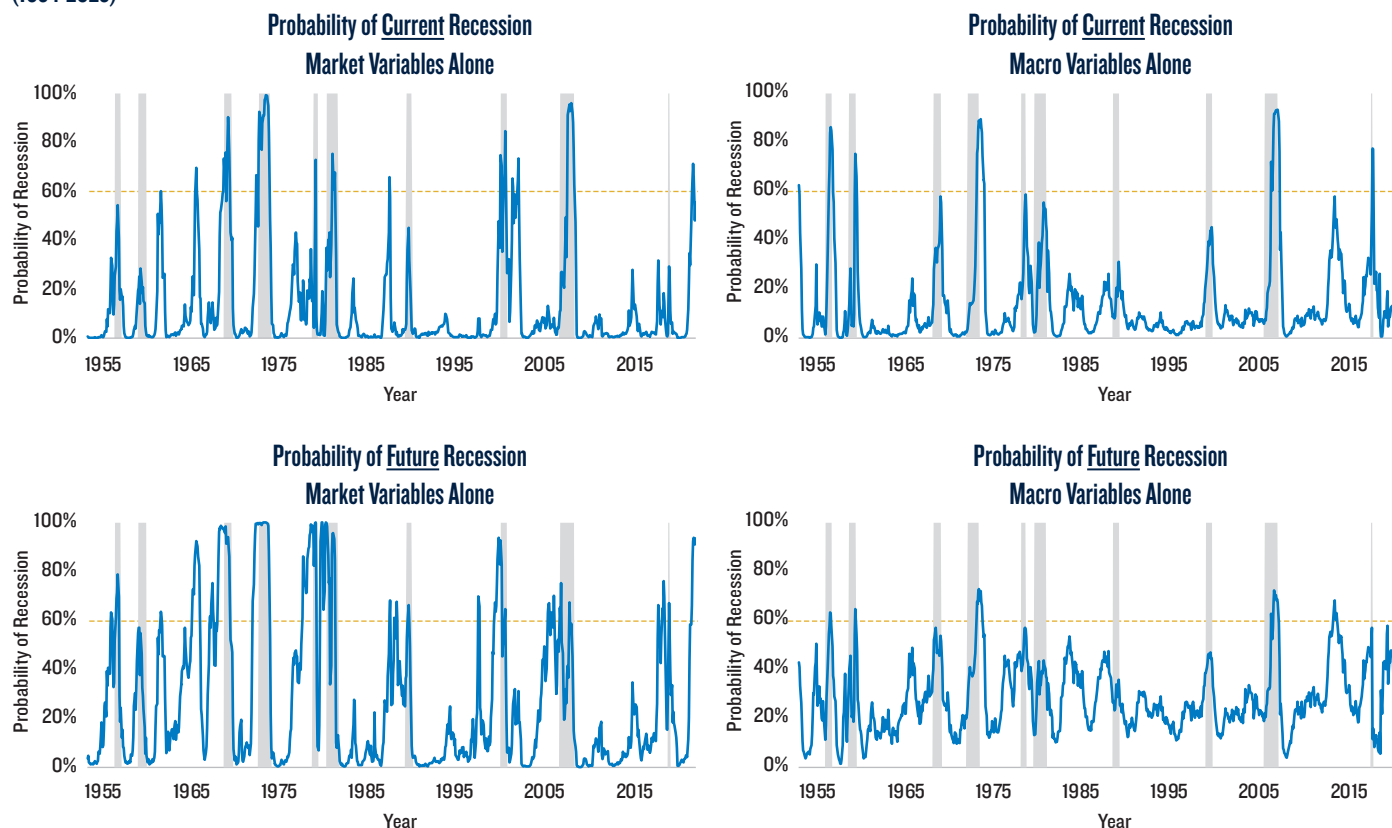 Probability of Current Recession
Market Variables Alone
100%
80%
60%
40%
20%
0%
Probability of Recession
1955 1965 1975 1985 1995 2005 2015
Year
Probability of Current Recession
Macro Variables Alone
100%
80%
60%
40%
20%
0%
Probability of Recession
1955 1965 1975 1985 1995 2005 2015
Year
Probability of Future Recession
Market Variables Alone
100%
80%
60%
40%
20%
0%
Probability of Recession
1955 1965 1975 1985 1995 2005 2015
Year
Probability of Future Recession
Macro Variables Alone
100%
80%
60%
40%
20%
0%
Probability of Recession
1955 1965 1975 1985 1995 2005 2015
Year